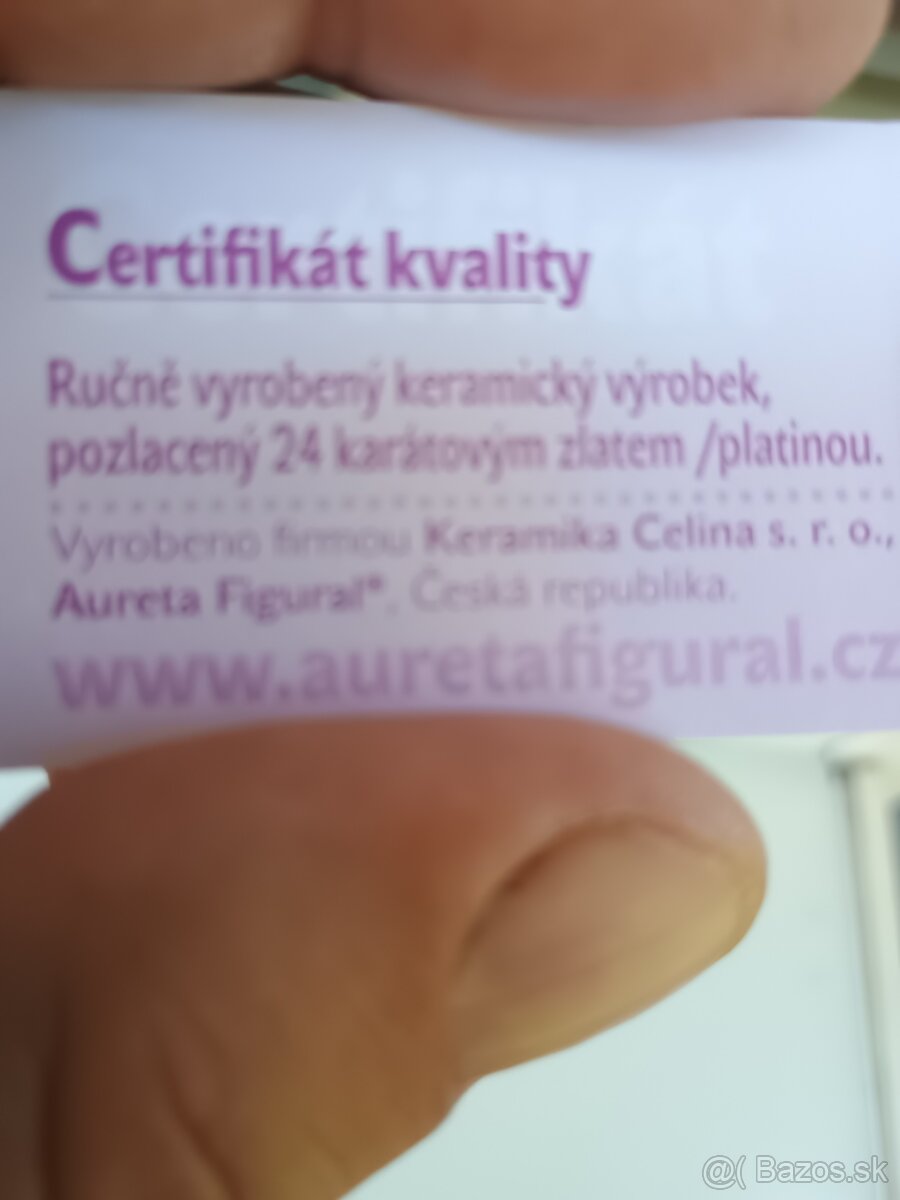 Certifikát kvality
Ručně vyrobený keramický výrobek,
pozlacený 24 karátovým zlatem /platinou.
Vyrobeno firmou Keramika Celina s. r. o.,
Aureta Figural®, Česká republika.
www.auretafigural.cz
@( Bazos.sk